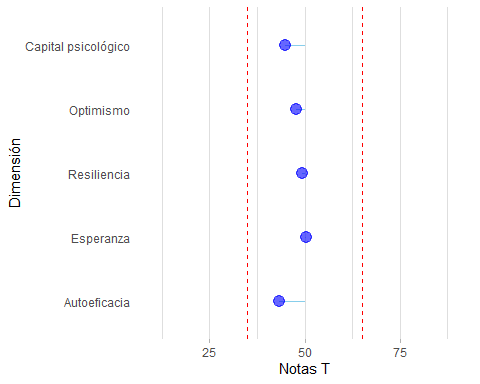 Capital psicológico
Optimismo
Resiliencia
Esperanza
Autoeficacia
Dimensión
25
50
75
Notas T